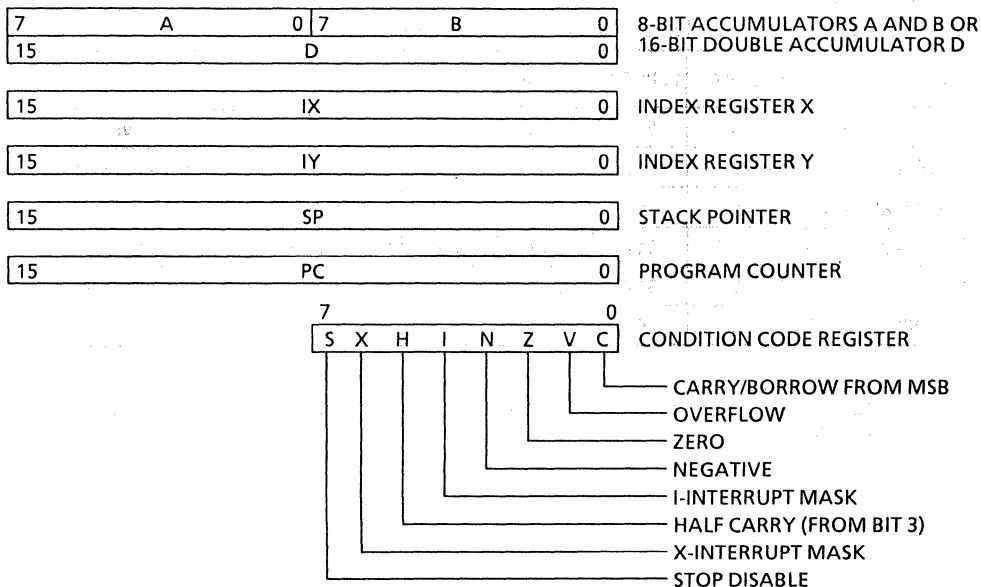 7 A 0 7 B 0 8-BIT ACCUMULATORS A AND B OR
15 D 0 16-BIT DOUBLE ACCUMULATOR D
15 IX 0 INDEX REGISTER X
15 IY 0 INDEX REGISTER Y
15 SP 0 STACK POINTER
15 PC 0 PROGRAM COUNTER
7 0
S X H I N Z V C CONDITION CODE REGISTER
CARRY/BORROW FROM MSB
OVERFLOW
ZERO
NEGATIVE
I-INTERRUPT MASK
HALF CARRY (FROM BIT 3)
X-INTERRUPT MASK
STOP DISABLE